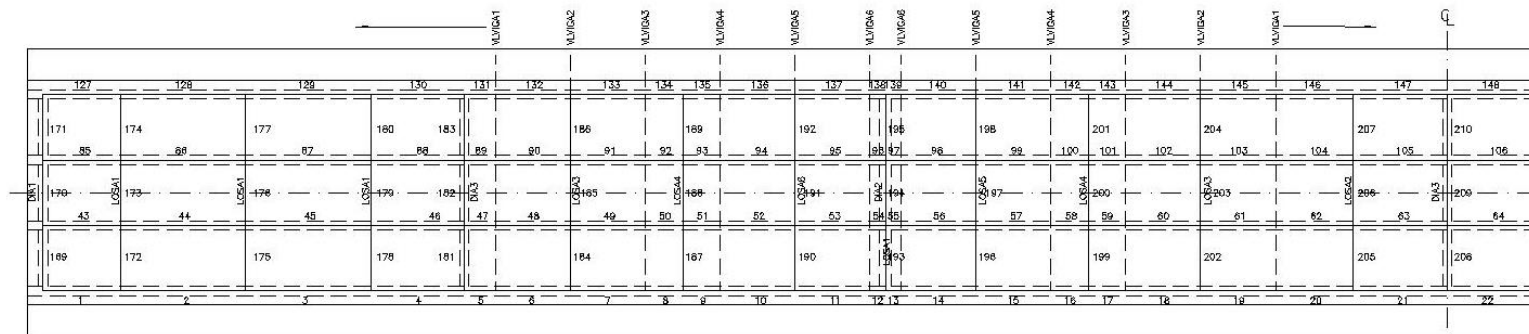 VLVIGA1 VLVIGA2 VLVIGA3 VLVIGA4 VLVIGA5 VLVIGA6 VLVIGA6 VLVIGA5 VLVIGA4 VLVIGA3 VLVIGA2 VLVIGA1
127 128 129 130 131 132 133 134 135 136 137 138 139 140 141 142 143 144 145 146 147 148
171 174 177 180 183 186 189 192 195 198 201 204 207 210
85 86 87 88 89 90 91 92 93 94 95 96 97 98 99 100 101 102 103 104 105 106
DIA1 170 LOSA1 173 LOSA1 176 LOSA1 179 182 DIA3 LOSA3 185 LOSA4 188 LOSA6 191 DIA2 194 LOSA5 197 LOSA4 200 LOSA3 203 LOSA2 206 DIA3 209
43 44 45 46 47 48 49 50 51 52 53 54 55 56 57 58 59 60 61 62 63 64
169 172 175 178 181 184 187 190 LOSA1 193 196 199 202 205 208
1 2 3 4 5 6 7 8 9 10 11 12 13 14 15 16 17 18 19 20 21 22